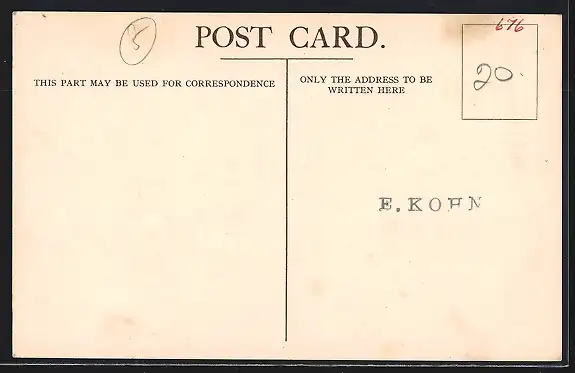 5
POST CARD.
676
20.
THIS PART MAY BE USED FOR CORRESPONDENCE
ONLY THE ADDRESS TO BE
WRITTEN HERE
E.KOHN